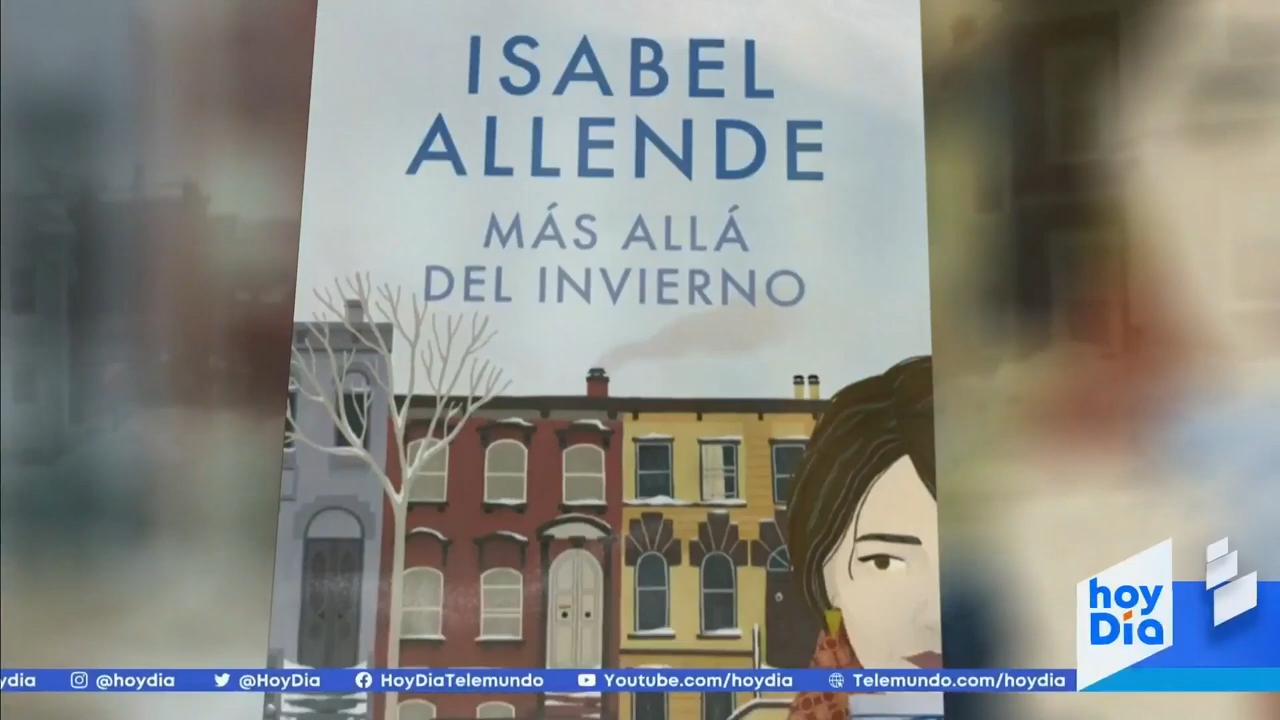 ISABEL
ALLENDE
MÁS ALLÁ
DEL INVIERNO
hoy
Día
ydia @hoydia @HoyDia HoyDiaTelemundo Youtube.com/hoydia Telemundo.com/hoydia